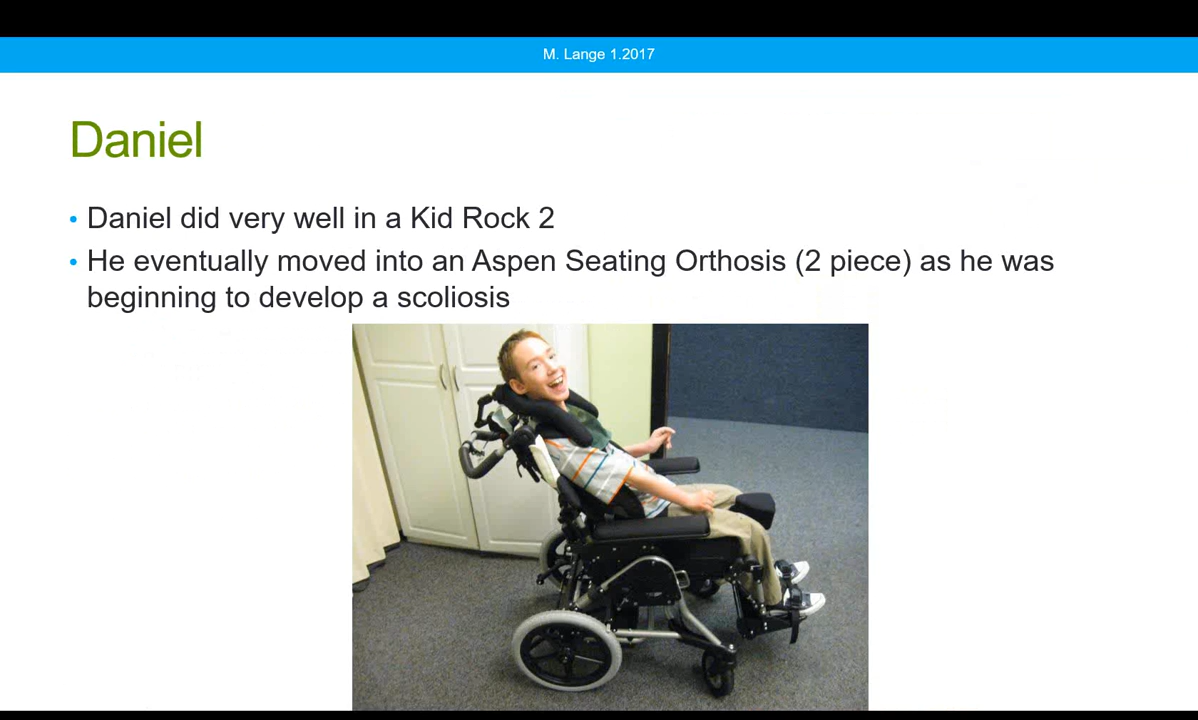 M. Lange 1.2017
Daniel
• Daniel did very well in a Kid Rock 2
• He eventually moved into an Aspen Seating Orthosis (2 piece) as he was
beginning to develop a scoliosis